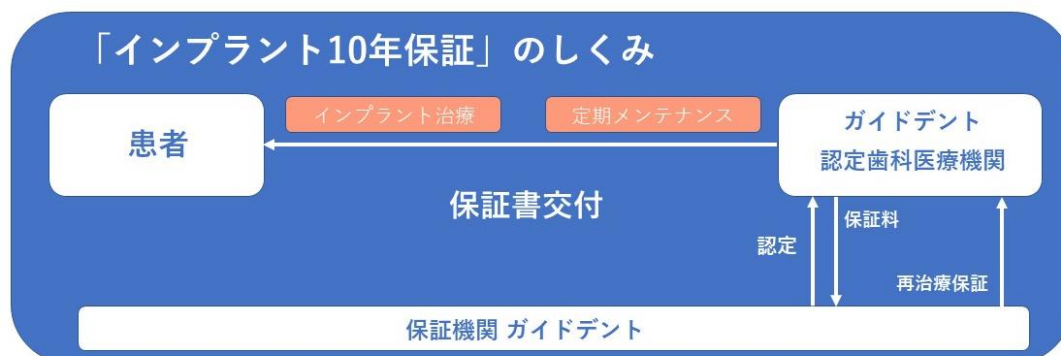 「インプラント10年保証」のしくみ
患者
インプラント治療
定期メンテナンス
ガイドデント
認定歯科医療機関
保証書交付
認定
保証料
再治療保証
保証機関 ガイドデント